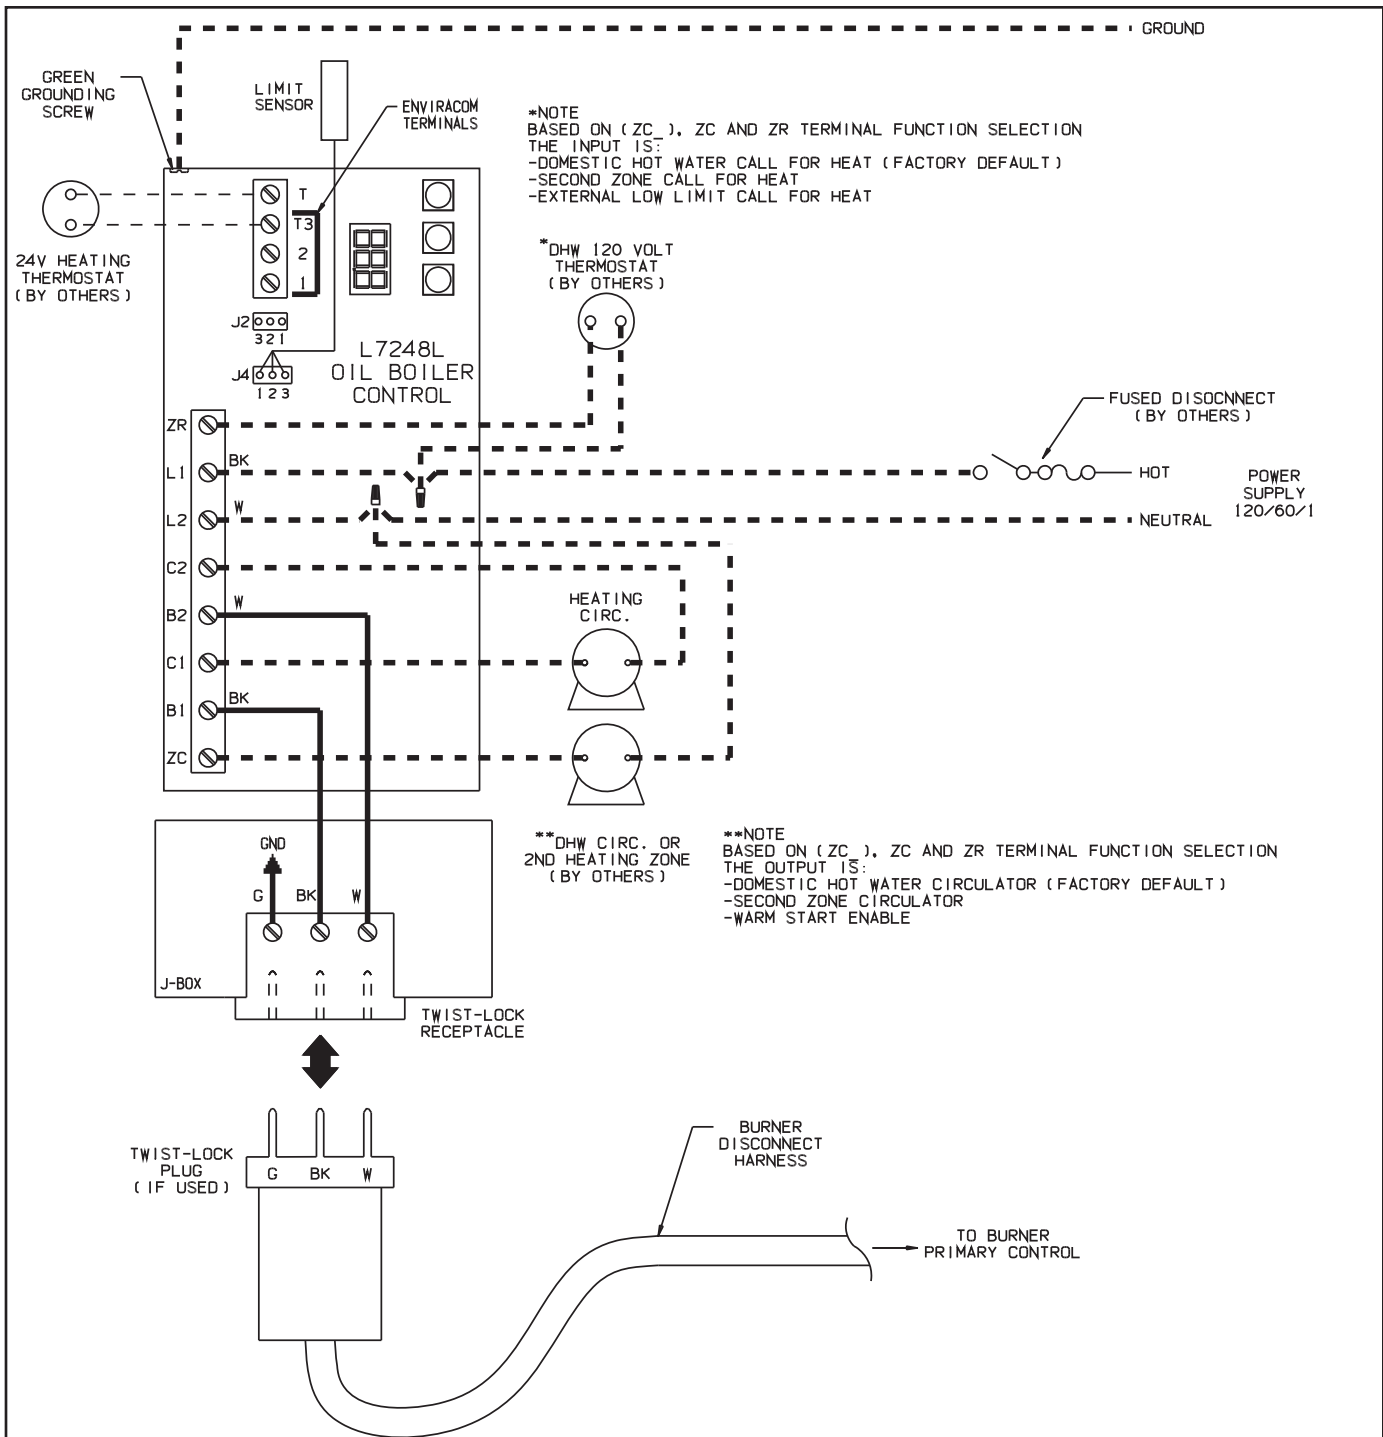 GROUND
GREEN
GROUNDING
SCREW
LIMIT
SENSOR
ENVIRACOM
TERMINALS
*NOTE
BASED ON (ZC_), ZC AND ZR TERMINAL FUNCTION SELECTION
THE INPUT IS:
-DOMESTIC HOT WATER CALL FOR HEAT (FACTORY DEFAULT)
-SECOND ZONE CALL FOR HEAT
-EXTERNAL LOW LIMIT CALL FOR HEAT
T
T3
2
1
24V HEATING
THERMOSTAT
(BY OTHERS)
*DHW 120 VOLT
THERMOSTAT
(BY OTHERS)
J2
321
J4
123
L7248L
OIL BOILER
CONTROL
FUSED DISOCNNECT
(BY OTHERS)
ZR
L1
BK
HOT
POWER
SUPPLY
120/60/1
L2
W
NEUTRAL
C2
B2
W
HEATING
CIRC.
C1
B1
BK
ZC
**DHW CIRC. OR
2ND HEATING ZONE
(BY OTHERS)
**NOTE
BASED ON (ZC_), ZC AND ZR TERMINAL FUNCTION SELECTION
THE OUTPUT IS:
-DOMESTIC HOT WATER CIRCULATOR (FACTORY DEFAULT)
-SECOND ZONE CIRCULATOR
-WARM START ENABLE
GND
G
BK
W
J-BOX
TWIST-LOCK
RECEPTACLE
TWIST-LOCK
PLUG
(IF USED)
G
BK
W
BURNER
DISCONNECT
HARNESS
TO BURNER
PRIMARY CONTROL